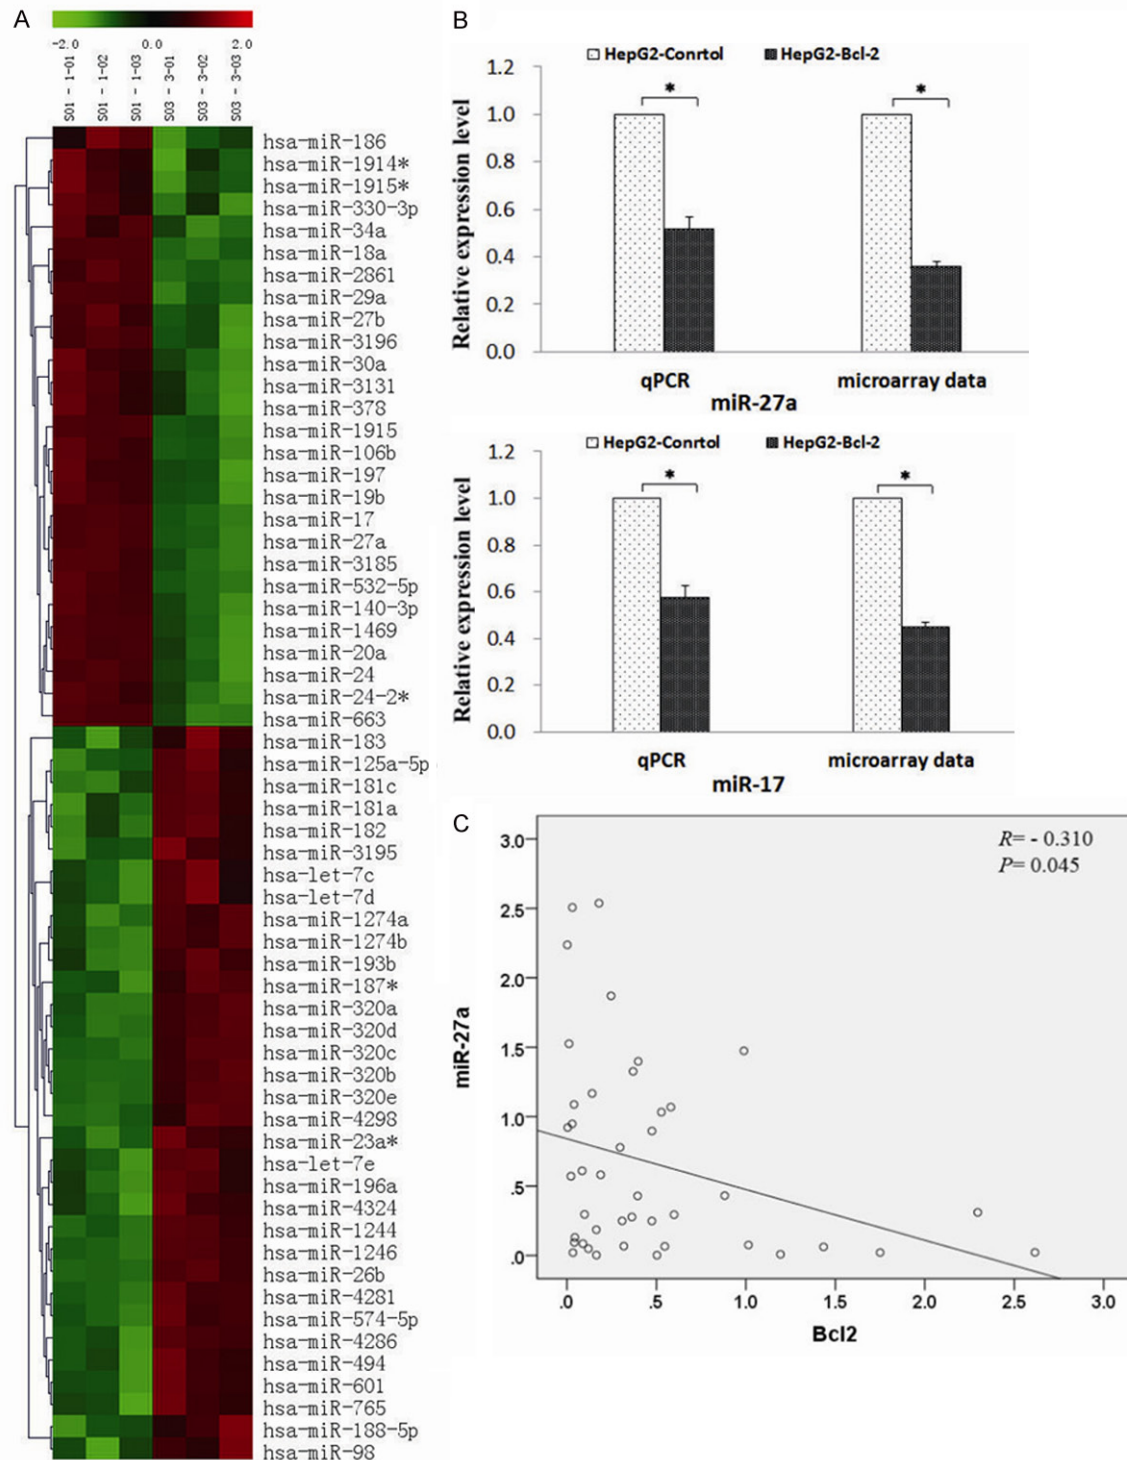 A
-2.0 0.0 2.0
S01 - 1-01
S01 - 1-02
S01 - 1-03
S03 - 3-01
S03 - 3-02
S03 - 3-03
hsa-miR-186
hsa-miR-1914*
hsa-miR-1915*
hsa-miR-330-3p
hsa-miR-34a
hsa-miR-18a
hsa-miR-2861
hsa-miR-29a
hsa-miR-27b
hsa-miR-3196
hsa-miR-30a
hsa-miR-3131
hsa-miR-378
hsa-miR-1915
hsa-miR-106b
hsa-miR-197
hsa-miR-19b
hsa-miR-17
hsa-miR-27a
hsa-miR-3185
hsa-miR-532-5p
hsa-miR-140-3p
hsa-miR-1469
hsa-miR-20a
hsa-miR-24
hsa-miR-24-2*
hsa-miR-663
hsa-miR-183
hsa-miR-125a-5p
hsa-miR-181c
hsa-miR-181a
hsa-miR-182
hsa-miR-3195
hsa-let-7c
hsa-let-7d
hsa-miR-1274a
hsa-miR-1274b
hsa-miR-193b
hsa-miR-187*
hsa-miR-320a
hsa-miR-320d
hsa-miR-320c
hsa-miR-320b
hsa-miR-320e
hsa-miR-4298
hsa-miR-23a*
hsa-let-7e
hsa-miR-196a
hsa-miR-4324
hsa-miR-1244
hsa-miR-1246
hsa-miR-26b
hsa-miR-4281
hsa-miR-574-5p
hsa-miR-4286
hsa-miR-494
hsa-miR-601
hsa-miR-765
hsa-miR-188-5p
hsa-miR-98
B
HepG2-Conrtol HepG2-Bcl-2
Relative expression level
1.2
1.0
0.8
0.6
0.4
0.2
0.0
* *
qPCR microarray data
miR-27a
HepG2-Conrtol HepG2-Bcl-2
Relative expression level
1.2
1.0
0.8
0.6
0.4
0.2
0.0
* *
qPCR microarray data
miR-17
C
R= - 0.310
P= 0.045
miR-27a
3.0
2.5
2.0
1.5
1.0
.5
.0
.0 .5 1.0 1.5 2.0 2.5 3.0
Bcl2